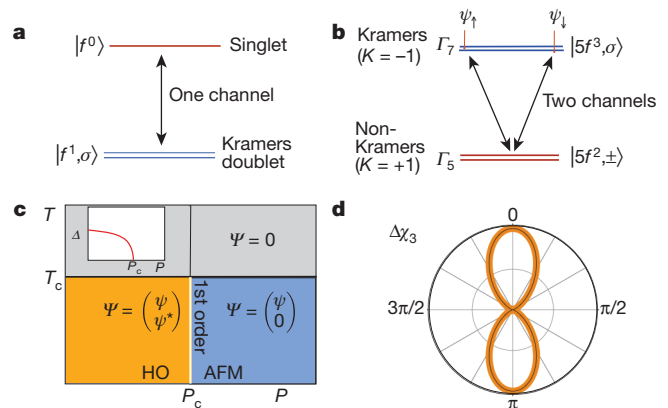 a
|f⁰⟩ Singlet
One channel
|f¹,σ⟩ Kramers
doublet
b
ψ↑ ψ↓
Kramers
(K = –1)
Γ₇ |5f³,σ⟩
Two channels
Non-
Kramers
(K = +1)
Γ₅ |5f²,±⟩
c
T
Δ
P_c P
Ψ = 0
T_c
Ψ = (ψ ψ*)
1st order
Ψ = (ψ 0)
HO AFM
P_c P
d
Δχ₃
0
3π/2 π/2
π